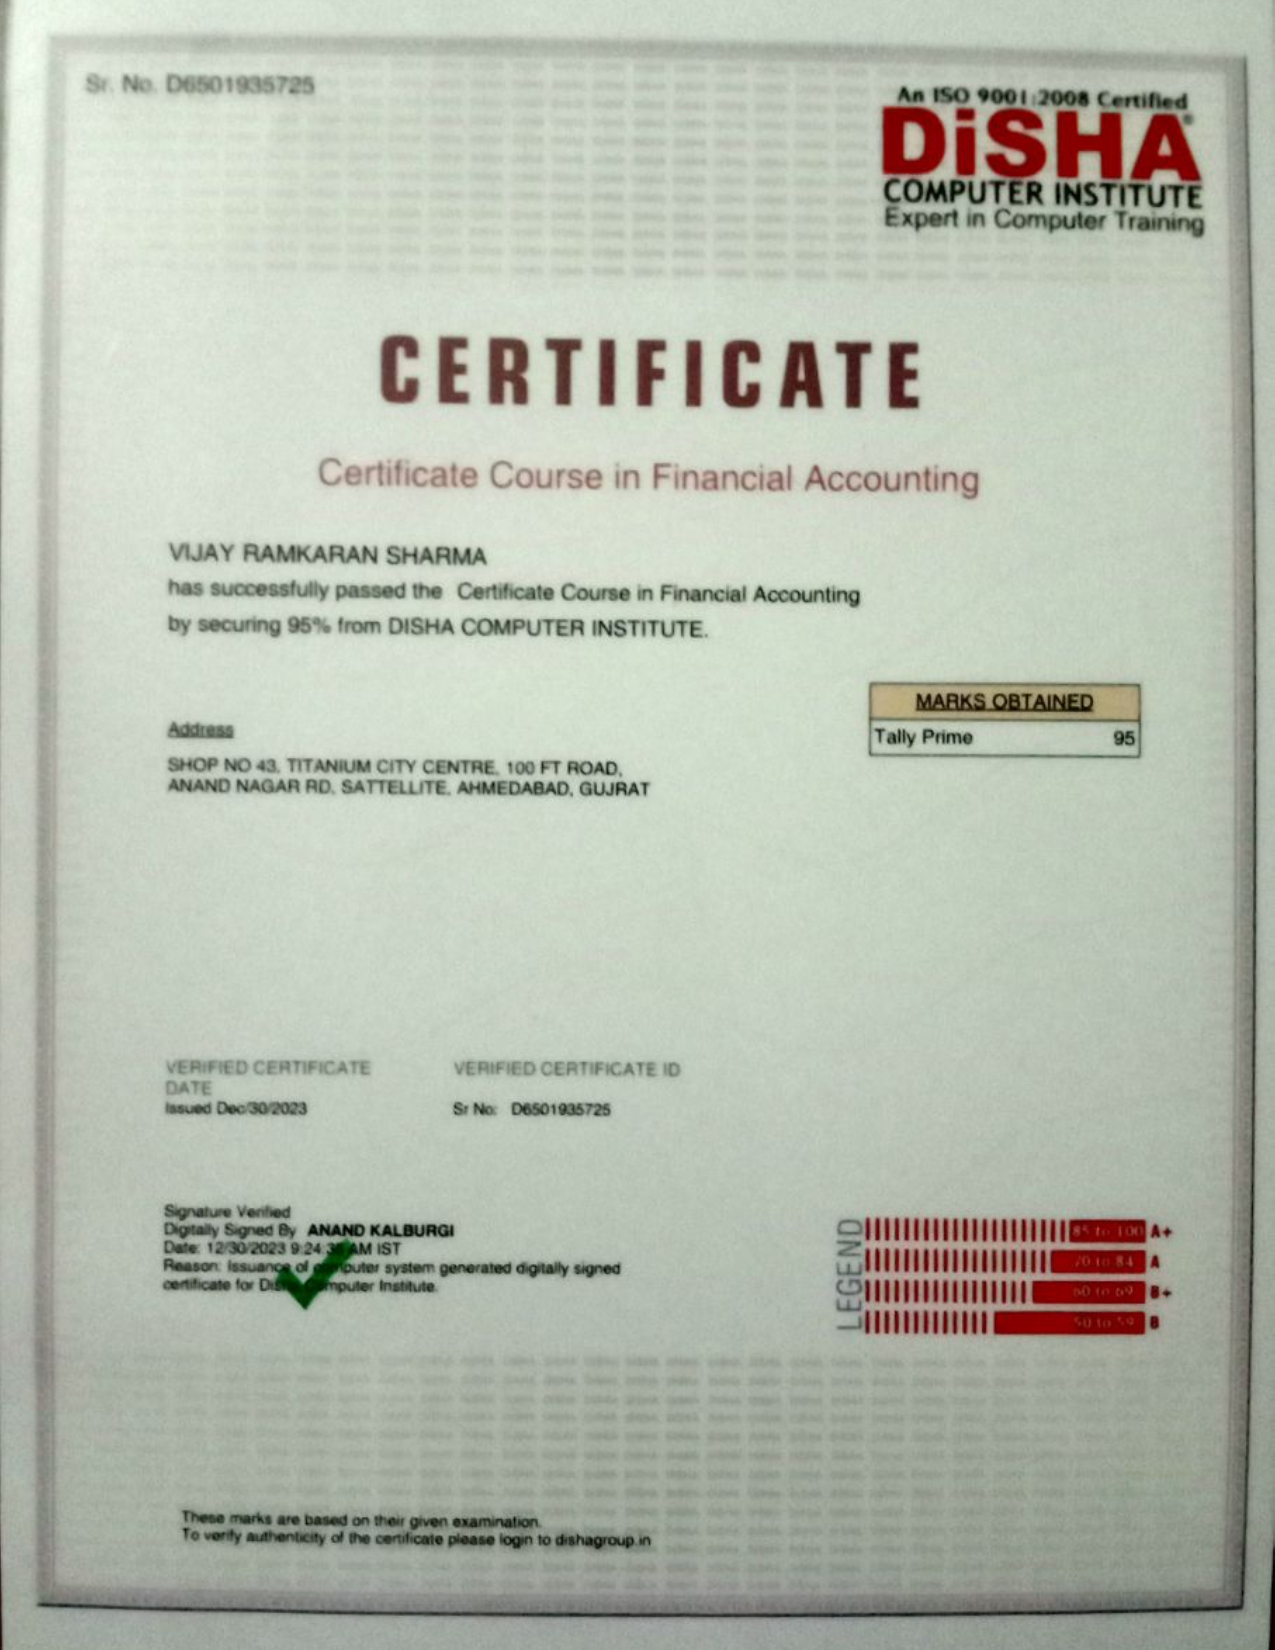 Sr. No. D6501935725
An ISO 9001:2008 Certified
DiSHA®
COMPUTER INSTITUTE
Expert in Computer Training
CERTIFICATE
Certificate Course in Financial Accounting
VIJAY RAMKARAN SHARMA
has successfully passed the Certificate Course in Financial Accounting
by securing 95% from DISHA COMPUTER INSTITUTE.
MARKS OBTAINED
Tally Prime 95
Address
SHOP NO 43, TITANIUM CITY CENTRE, 100 FT ROAD,
ANAND NAGAR RD, SATTELLITE, AHMEDABAD, GUJRAT
VERIFIED CERTIFICATE
DATE
Issued Dec/30/2023
VERIFIED CERTIFICATE ID
Sr No: D6501935725
Signature Verified
Digitally Signed By ANAND KALBURGI
Date: 12/30/2023 AM IST
Reason: Issuance of computer system generated digitally signed
certificate for Disha Computer Institute.
LEGEND
85 to 100 A+
70 to 84 A
60 to 69 B+
50 to 59 B
These marks are based on their given examination.
To verify authenticity of the certificate please login to dishagroup.in